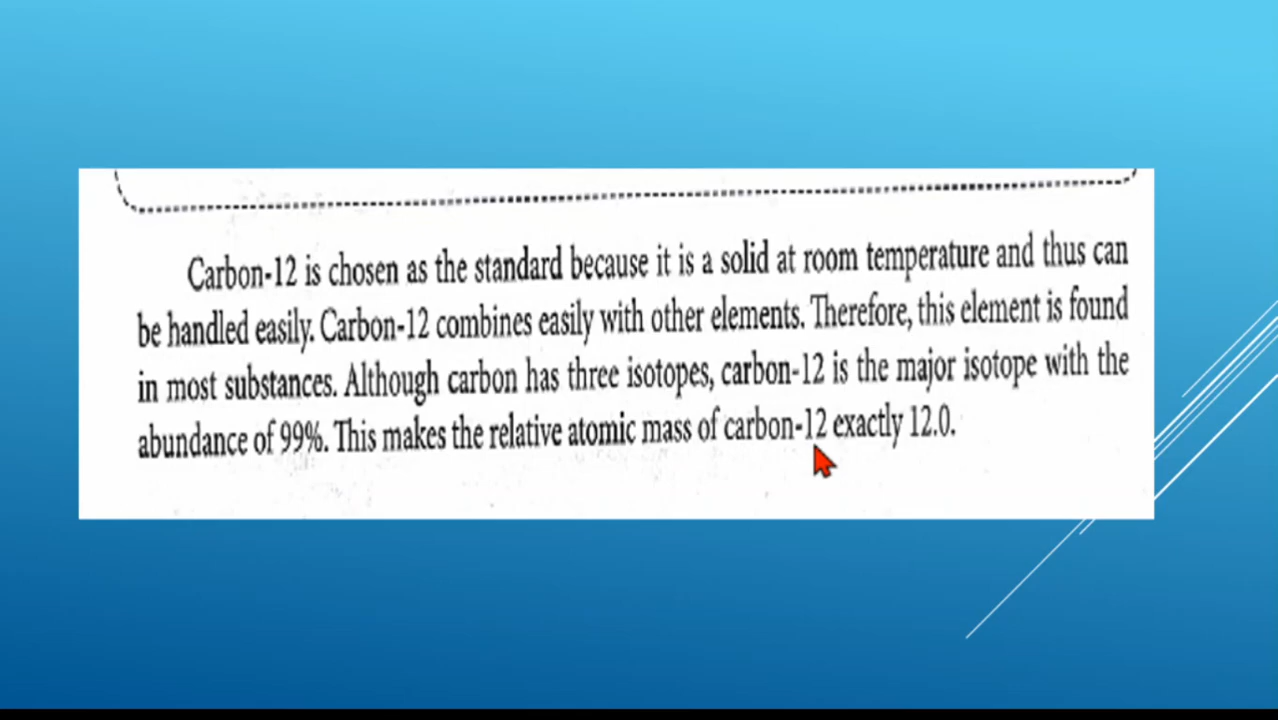 Carbon-12 is chosen as the standard because it is a solid at room temperature and thus can
be handled easily. Carbon-12 combines easily with other elements. Therefore, this element is found
in most substances. Although carbon has three isotopes, carbon-12 is the major isotope with the
abundance of 99%. This makes the relative atomic mass of carbon-12 exactly 12.0.